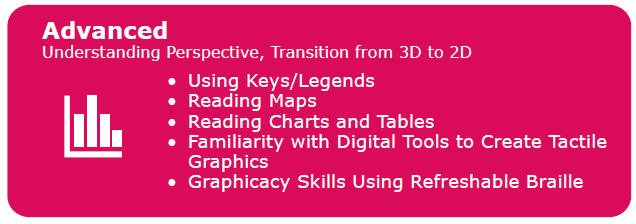 Advanced
Understanding Perspective, Transition from 3D to 2D
• Using Keys/Legends
• Reading Maps
• Reading Charts and Tables
• Familiarity with Digital Tools to Create Tactile
Graphics
• Graphicacy Skills Using Refreshable Braille